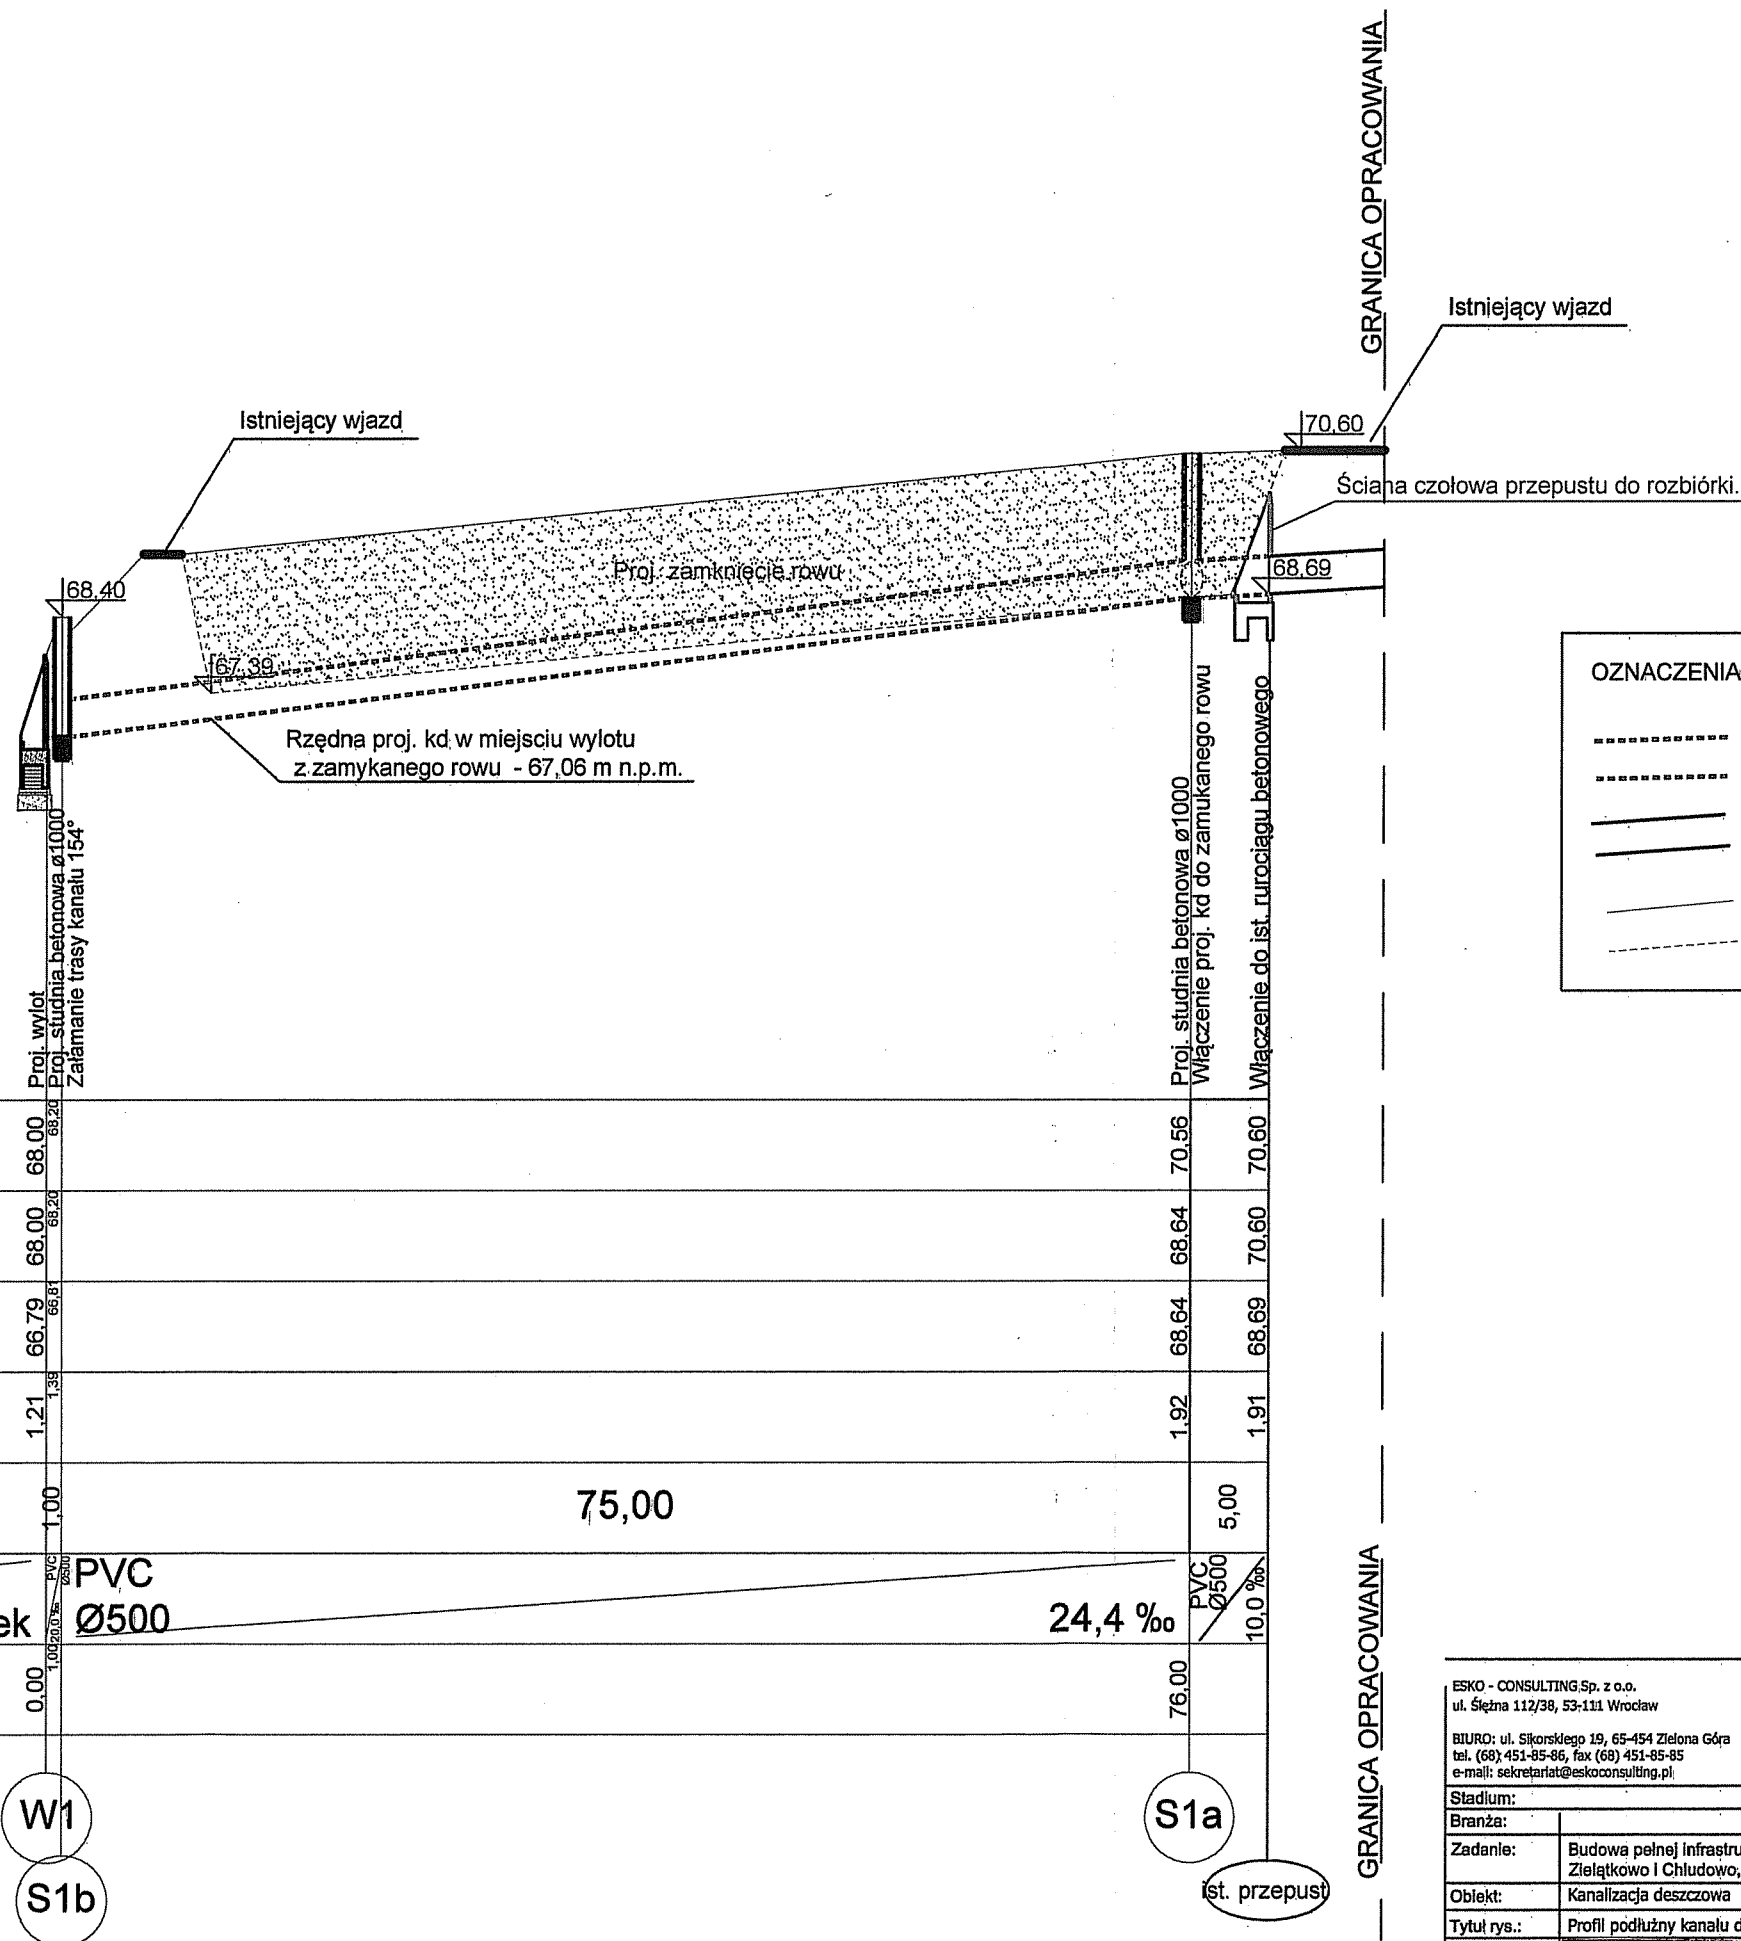 GRANICA OPRACOWANIA
Istniejący wjazd
Istniejący wjazd
70,60
Ściana czołowa przepustu do rozbiórki.
68,40
Proj. zamknięcie rowu
68,69
67,39
OZNACZENIA
Rzędna proj. kd w miejsciu wylotu
z zamykanego rowu - 67,06 m n.p.m.
Proj. wylot
Proj. studnia betonowa ø1000
Załamanie trasy kanału 154°
Proj. studnia betonowa ø1000
Włączenie proj. kd do zamukanego rowu
Włączenie do ist. rurociągu betonowego
68,00 68,20 70,56 70,60
68,00 68,20 68,64 70,60
66,79 66,81 68,64 68,69
1,21 1,39 1,92 1,91
1,00 75,00 5,00
PVC
Ø500
20,0 ‰
PVC
Ø500
24,4 ‰
PVC
Ø500
10,0 ‰
ek
0,00 1,00 76,00
W1
S1b
S1a
ist. przepust
GRANICA OPRACOWANIA
ESKO - CONSULTING Sp. z o.o.
ul. Ślężna 112/38, 53-111 Wrocław
BIURO: ul. Sikorskiego 19, 65-454 Zielona Góra
tel. (68) 451-85-86, fax (68) 451-85-85
e-mail: sekretariat@eskoconsulting.pl
Stadium:
Branża:
Zadanie: Budowa pełnej infrastru
Zielątkowo i Chludowo,
Obiekt: Kanalizacja deszczowa
Tytuł rys.: Profil podłużny kanału d